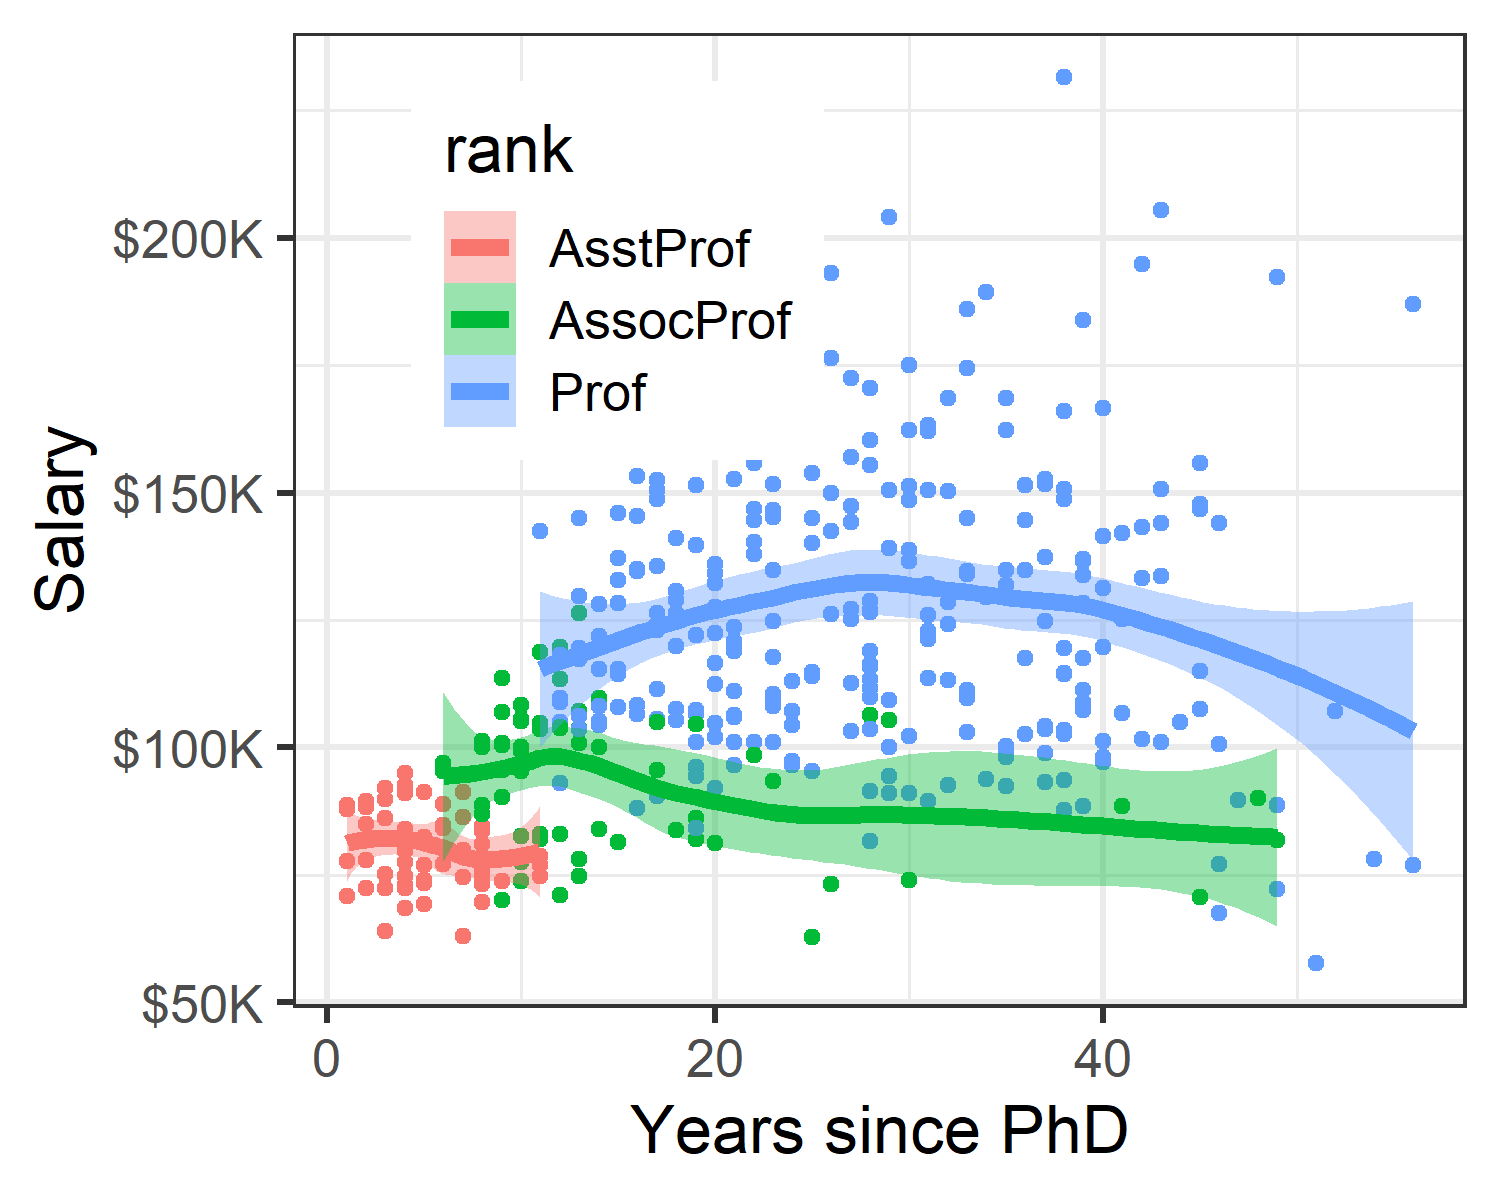 rank
AsstProf
AssocProf
Prof
$200K
$150K
$100K
$50K
Salary
0 20 40
Years since PhD